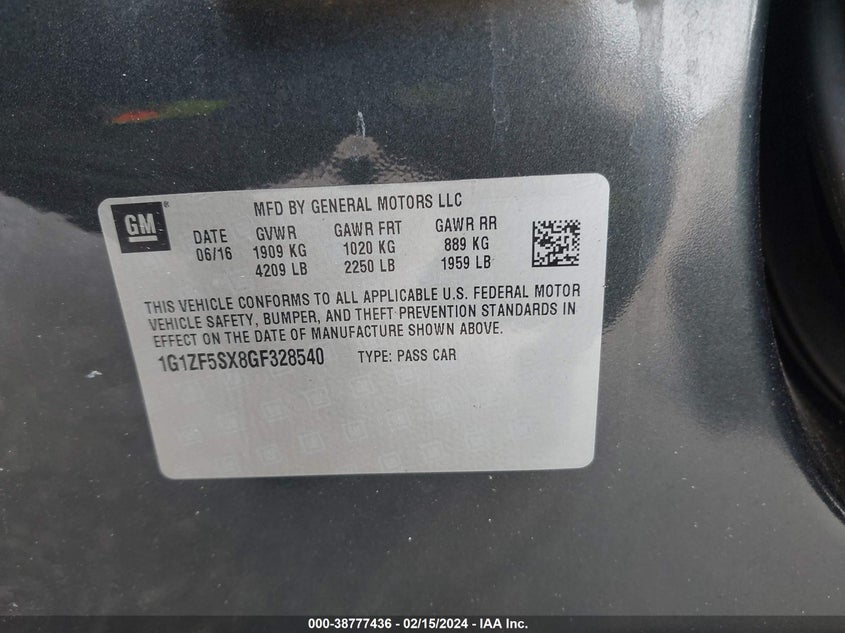 GM ®
MFD BY GENERAL MOTORS LLC
DATE GVWR GAWR FRT GAWR RR
06/16 1909 KG 1020 KG 889 KG
4209 LB 2250 LB 1959 LB
THIS VEHICLE CONFORMS TO ALL APPLICABLE U.S. FEDERAL MOTOR
VEHICLE SAFETY, BUMPER, AND THEFT PREVENTION STANDARDS IN
EFFECT ON THE DATE OF MANUFACTURE SHOWN ABOVE.
1G1ZF5SX8GF328540 TYPE: PASS CAR
000-38777436 - 02/15/2024 - IAA Inc.